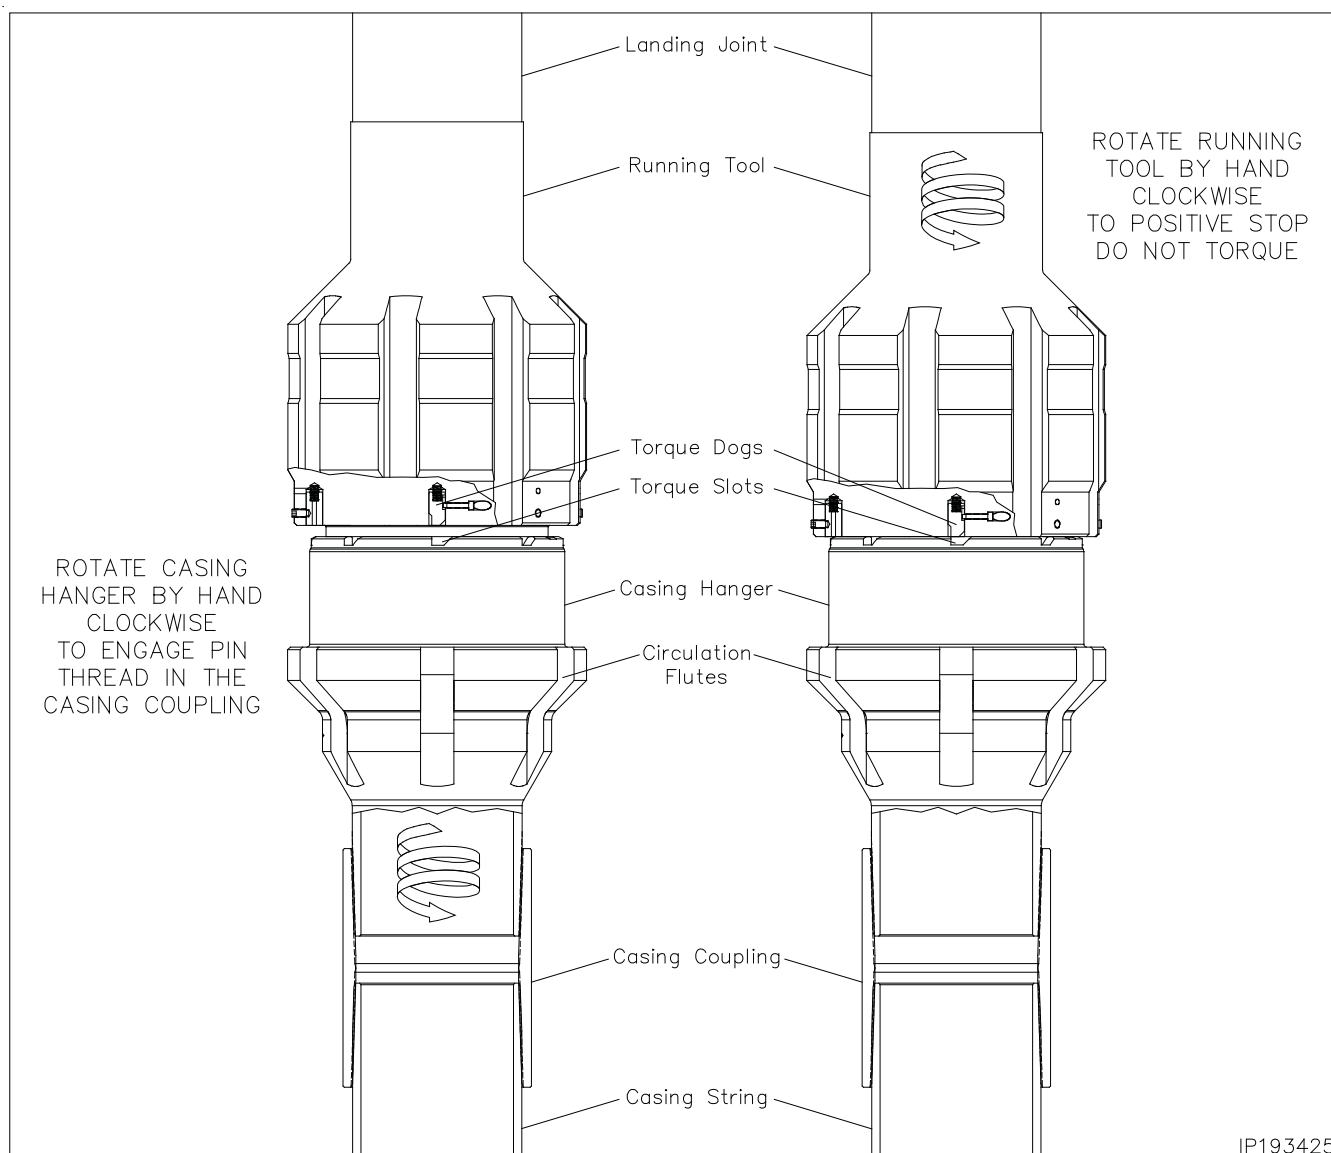 Landing Joint
Running Tool
ROTATE RUNNING
TOOL BY HAND
CLOCKWISE
TO POSITIVE STOP
DO NOT TORQUE
Torque Dogs
Torque Slots
ROTATE CASING
HANGER BY HAND
CLOCKWISE
TO ENGAGE PIN
THREAD IN THE
CASING COUPLING
Casing Hanger
Circulation
Flutes
Casing Coupling
Casing String
IP193425